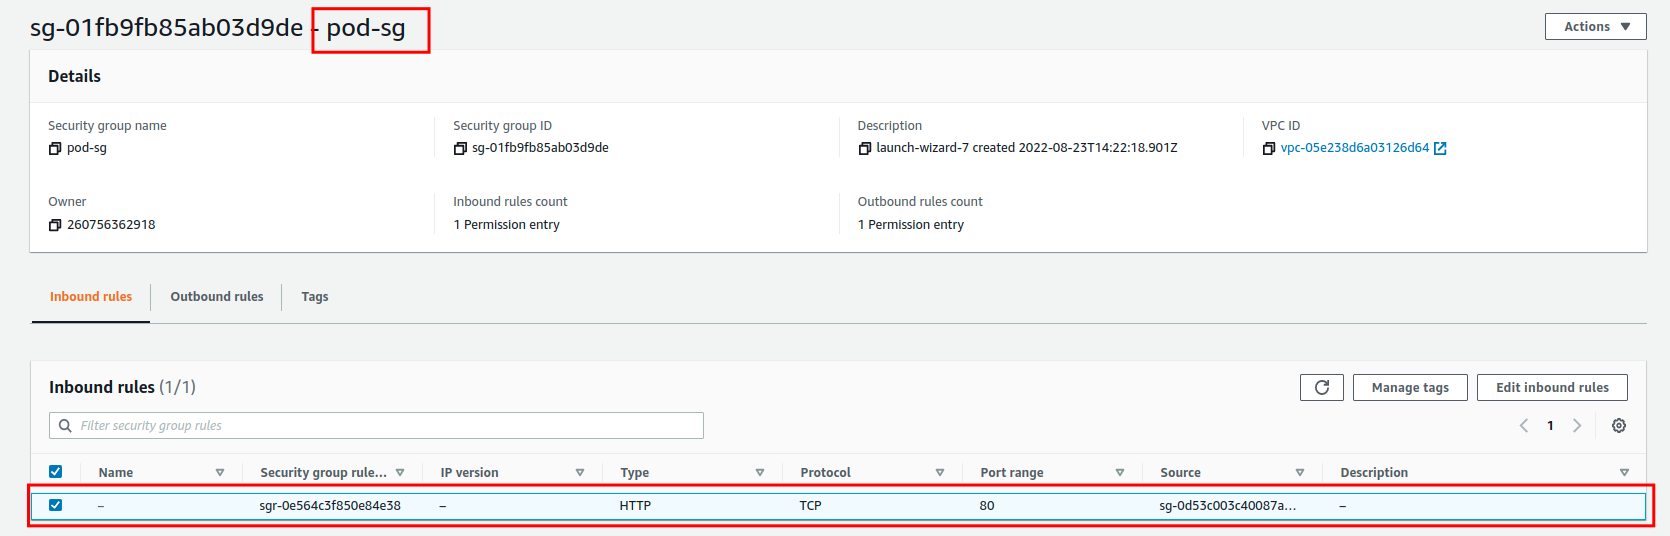 sg-01fb9fb85ab03d9de - pod-sg
Actions
Details
Security group name
Security group ID
Description
VPC ID
pod-sg
sg-01fb9fb85ab03d9de
launch-wizard-7 created 2022-08-23T14:22:18.901Z
vpc-05e238d6a03126d64
Owner
Inbound rules count
Outbound rules count
260756362918
1 Permission entry
1 Permission entry
Inbound rules
Outbound rules
Tags
Inbound rules (1/1)
Manage tags
Edit inbound rules
Filter security group rules
1
Name
Security group rule...
IP version
Type
Protocol
Port range
Source
Description
–
sgr-0e564c3f850e84e38
–
HTTP
TCP
80
sg-0d53c003c40087a...
–